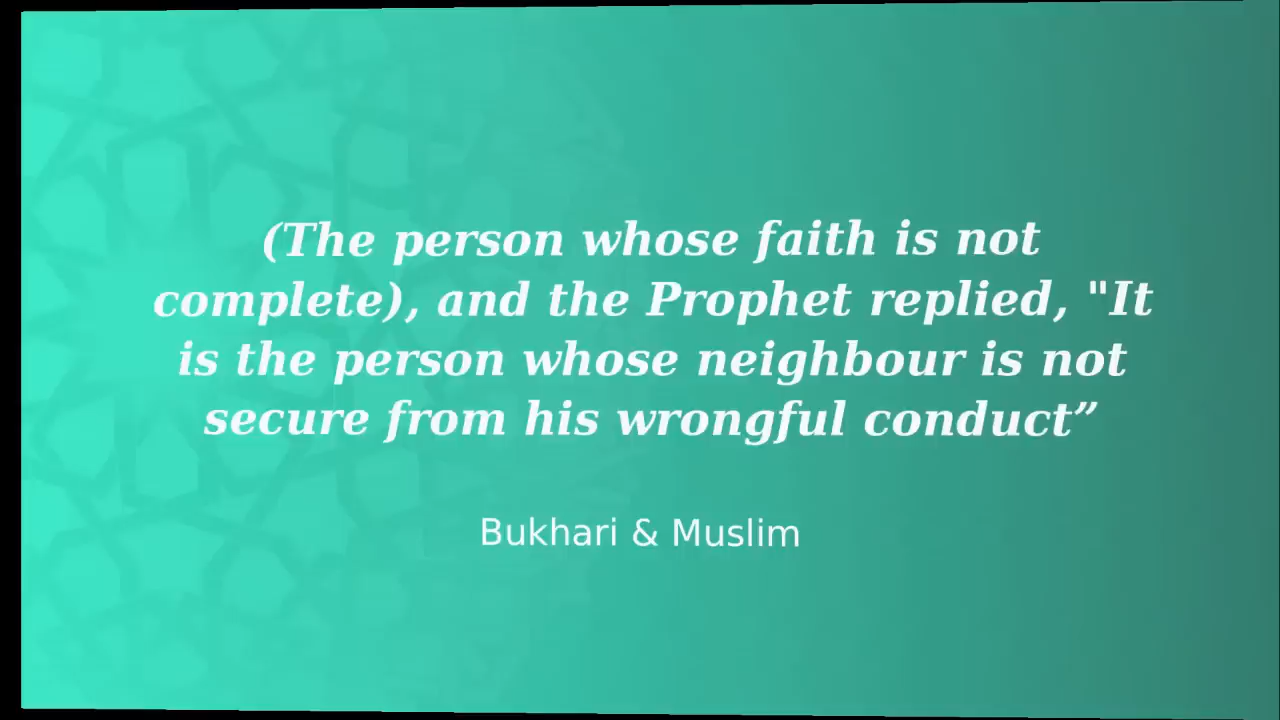 (The person whose faith is not
complete), and the Prophet replied, "It
is the person whose neighbour is not
secure from his wrongful conduct”
Bukhari & Muslim